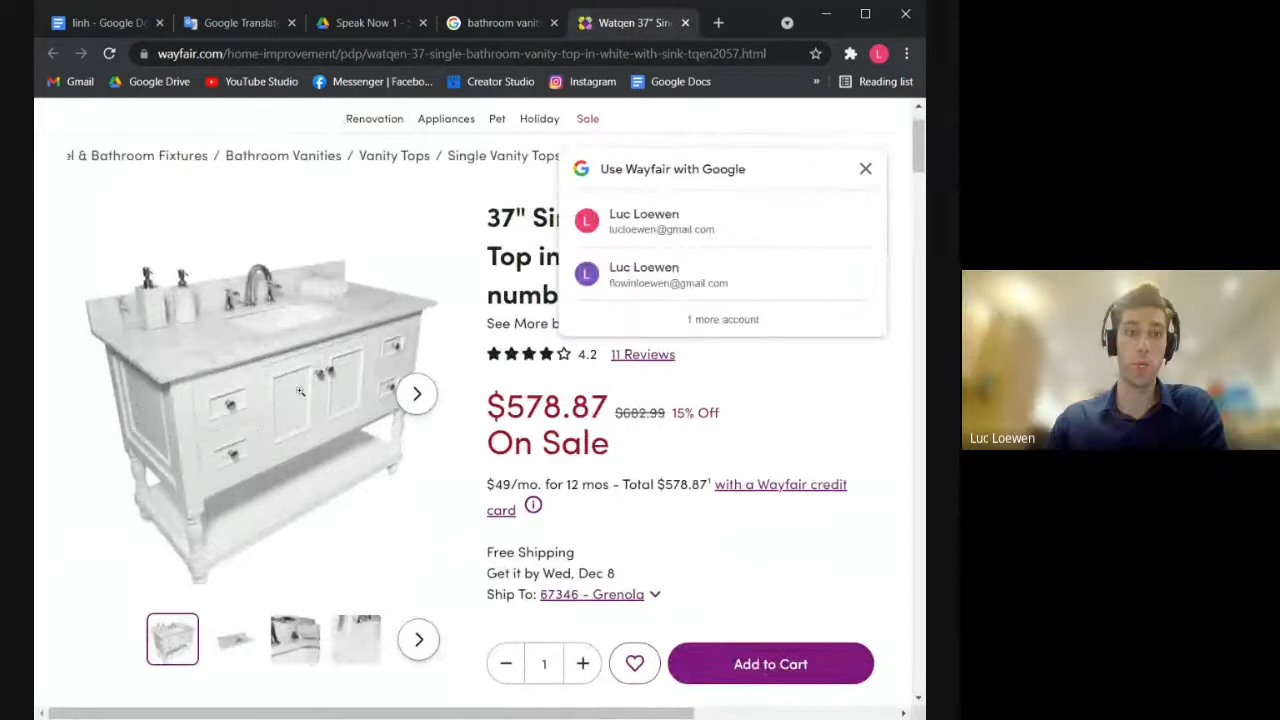 linh - Google D
Google Translat
Speak Now 1 -
bathroom vanit
Watqen 37" Sin
wayfair.com/home-improvement/pdp/watqen-37-single-bathroom-vanity-top-in-white-with-sink-tqen2057.html
L
Gmail
Google Drive
YouTube Studio
Messenger | Facebo...
Creator Studio
Instagram
Google Docs
»
Reading list
Renovation
Appliances
Pet
Holiday
Sale
el & Bathroom Fixtures / Bathroom Vanities / Vanity Tops / Single Vanity Tops
Use Wayfair with Google
L
Luc Loewen
lucloewen@gmail.com
L
Luc Loewen
flowinloewen@gmail.com
1 more account
37" Si
Top in
numb
See More b
4.2
11 Reviews
$578.87 $682.99 15% Off
On Sale
$49/mo. for 12 mos - Total $578.87¹ with a Wayfair credit
card
Free Shipping
Get it by Wed, Dec 8
Ship To: 67346 - Grenola
1
Add to Cart
Luc Loewen